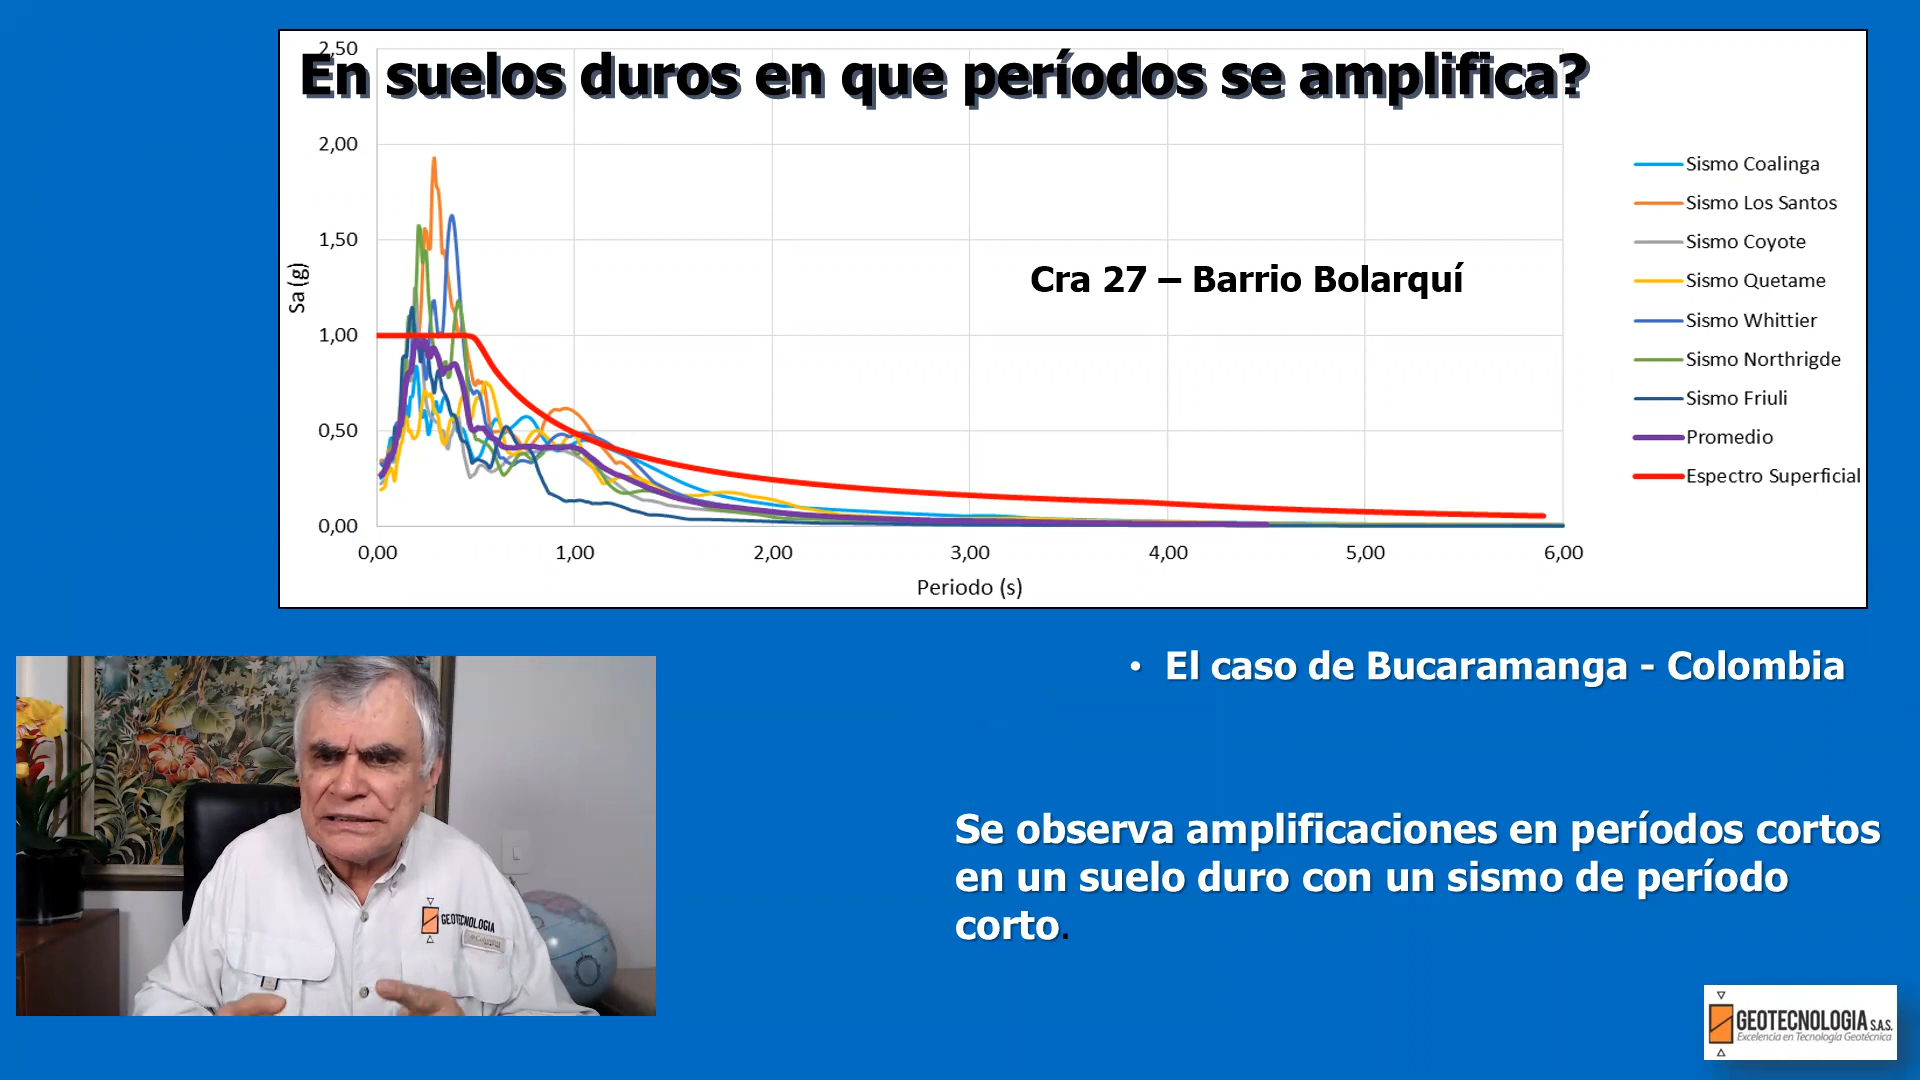 En suelos duros en que períodos se amplifica?
2,50
2,00
1,50
1,00
0,50
0,00
Sa (g)
0,00 1,00 2,00 3,00 4,00 5,00 6,00
Periodo (s)
Cra 27 – Barrio Bolarquí
Sismo Coalinga
Sismo Los Santos
Sismo Coyote
Sismo Quetame
Sismo Whittier
Sismo Northrigde
Sismo Friuli
Promedio
Espectro Superficial
• El caso de Bucaramanga - Colombia
Se observa amplificaciones en períodos cortos
en un suelo duro con un sismo de período
corto.
GEOTECNOLOGIA
Columbia
GEOTECNOLOGIA S.A.S.
Excelencia en Tecnología Geotécnica